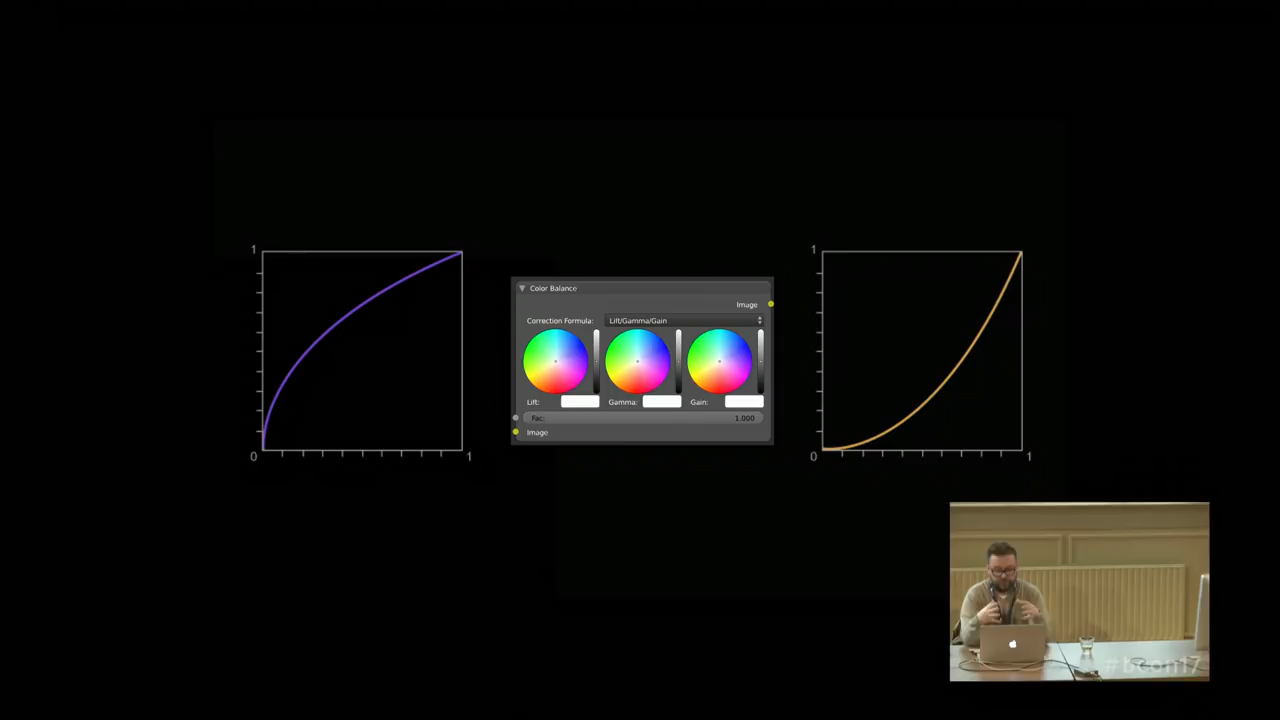 1
0
1
Color Balance
Image
Correction Formula: Lift/Gamma/Gain
Lift: Gamma: Gain:
Fac: 1.000
Image
1
0
1
#bcon17